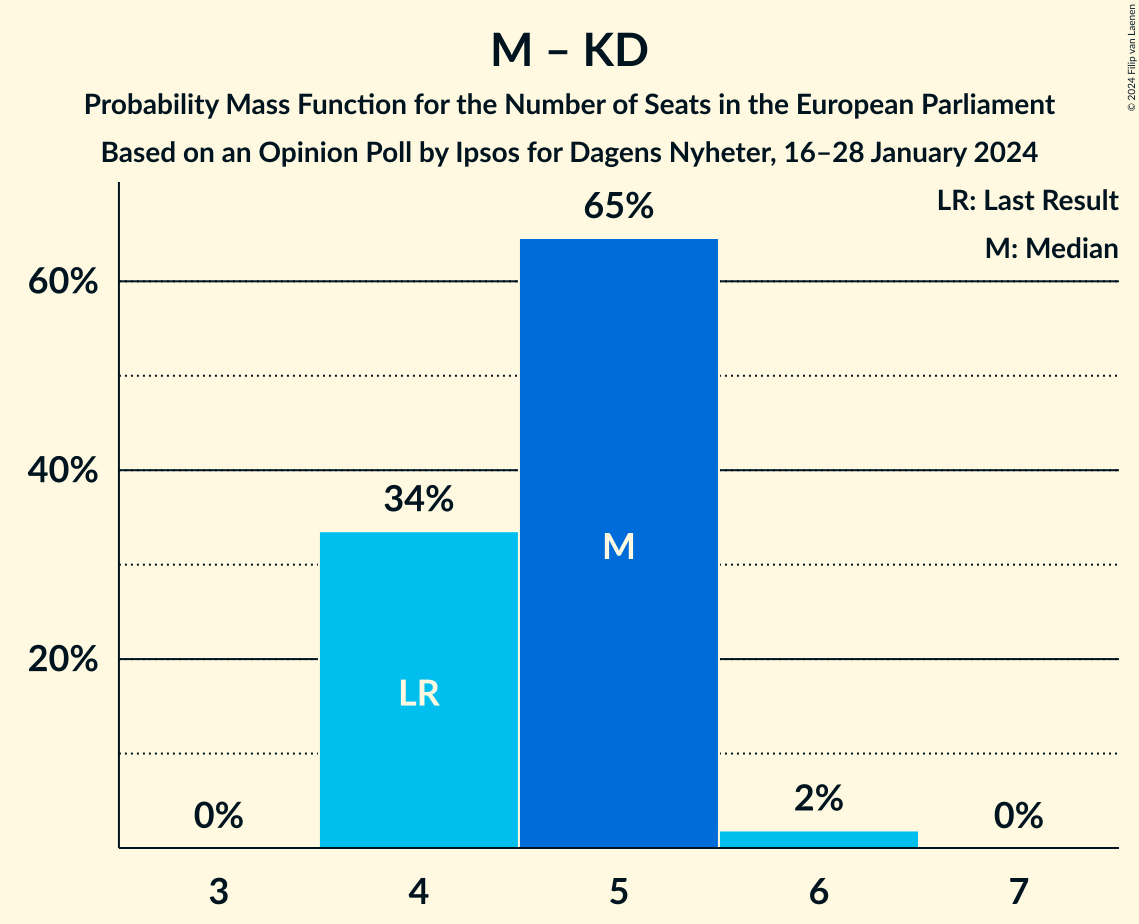 M – KD
Probability Mass Function for the Number of Seats in the European Parliament
Based on an Opinion Poll by Ipsos for Dagens Nyheter, 16–28 January 2024
© 2024 Filip van Laenen
LR: Last Result
M: Median
65%
60%
40%
34%
M
20%
LR
2%
0%
0%
3 4 5 6 7